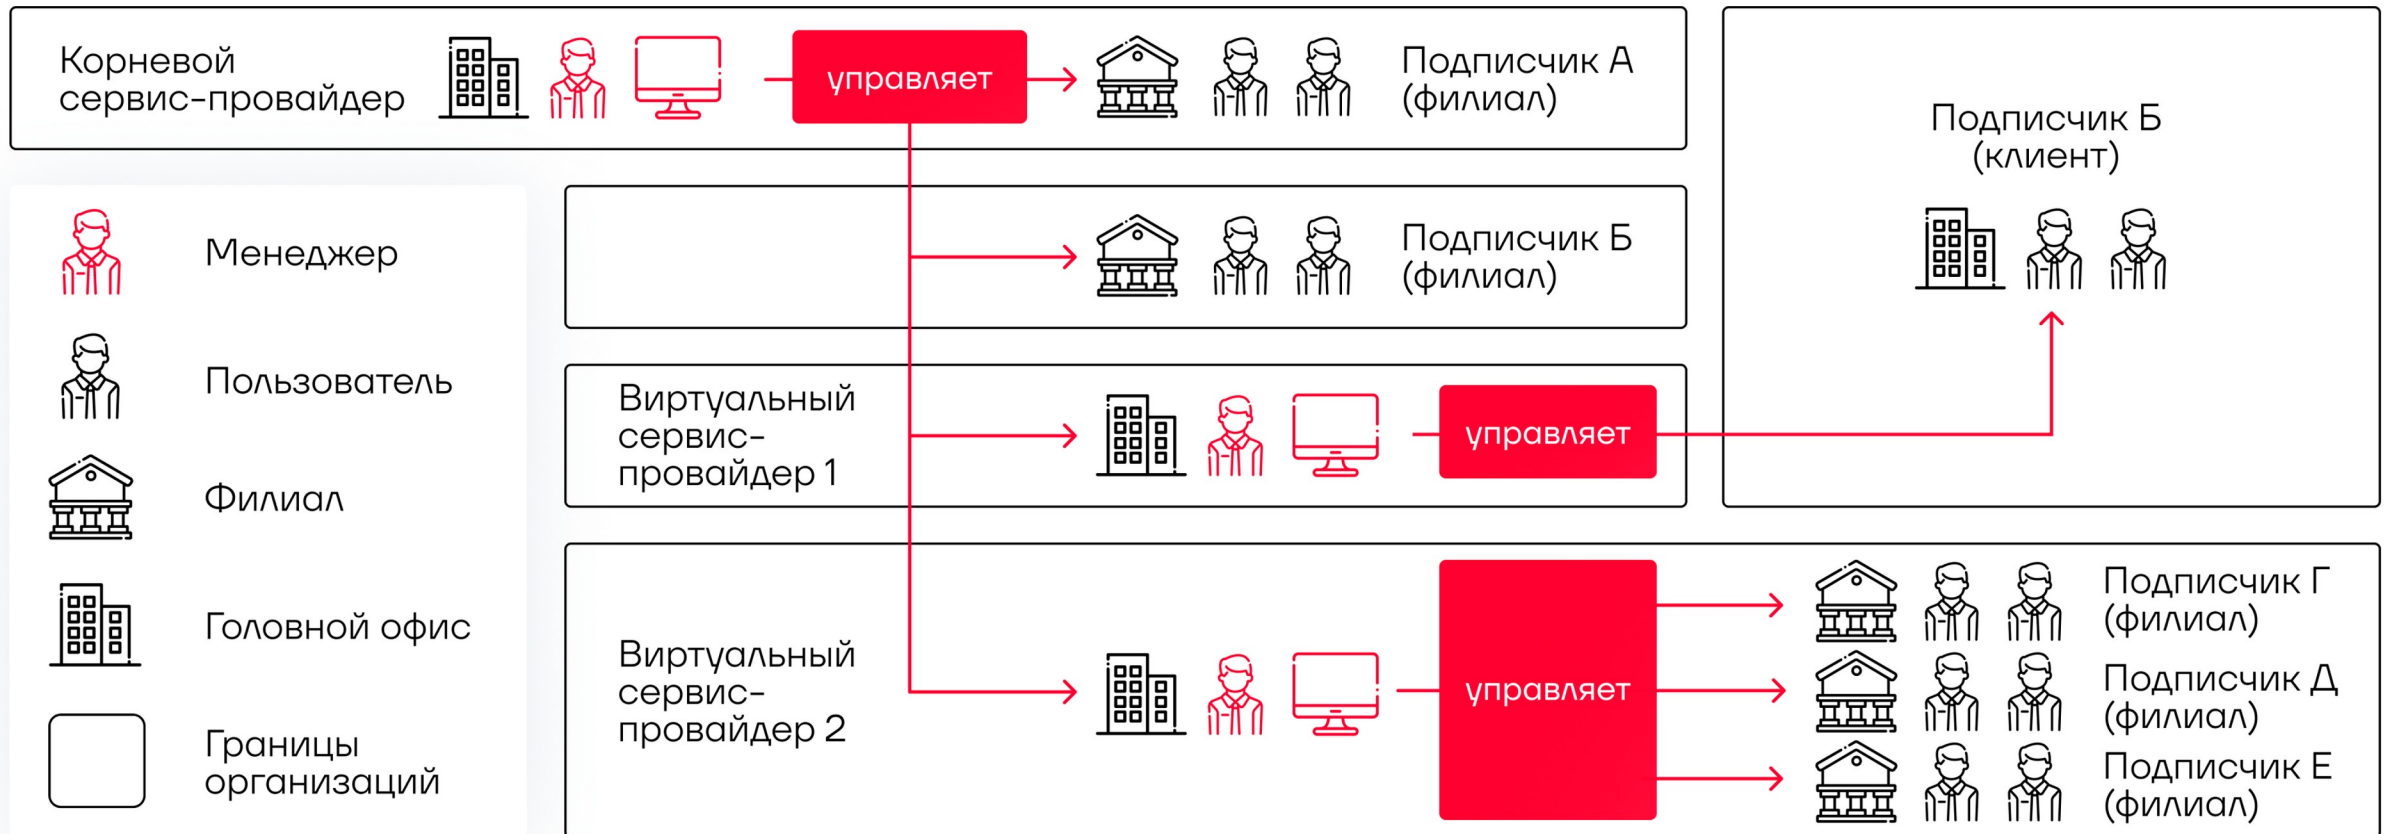 Корневой
сервис-провайдер
управляет
Подписчик А
(филиал)
Подписчик Б
(клиент)
Менеджер
Пользователь
Филиал
Головной офис
Границы
организаций
Подписчик Б
(филиал)
Виртуальный
сервис-
провайдер 1
управляет
Виртуальный
сервис-
провайдер 2
управляет
Подписчик Г
(филиал)
Подписчик Д
(филиал)
Подписчик Е
(филиал)